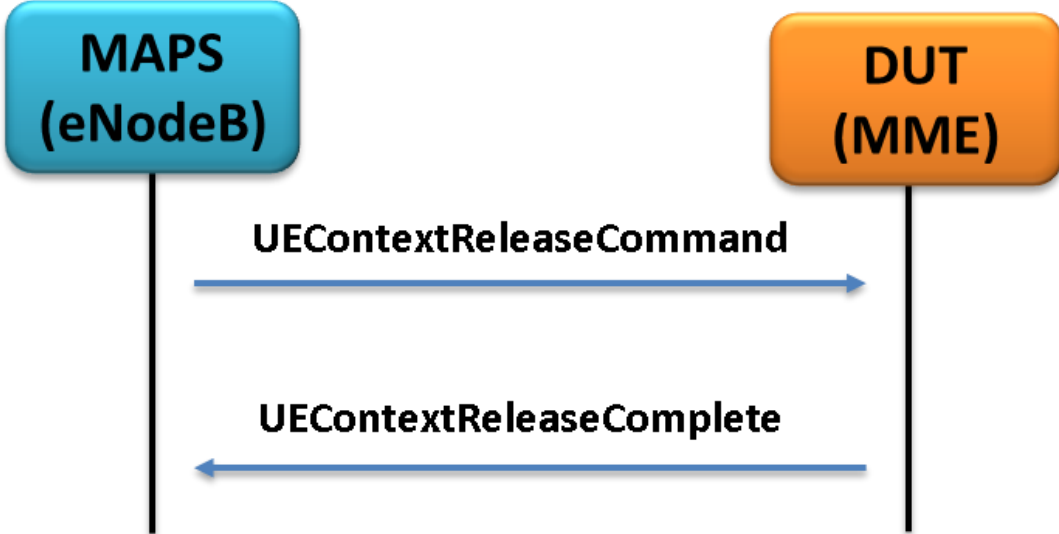 MAPS
(eNodeB)
DUT
(MME)
UEContextReleaseCommand
UEContextReleaseComplete